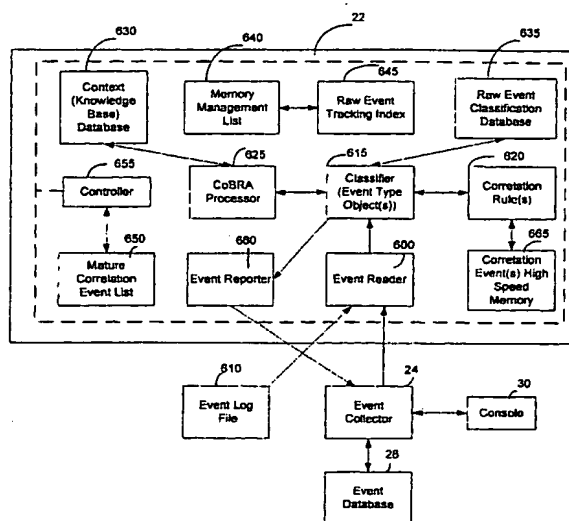 630
640
22
635
Context
(Knowledge
Base)
Database
Memory
Management
List
645
Raw Event
Tracking Index
Raw Event
Classification
Database
655
Controller
625
CoBRA
Processor
615
Classifier
(Event Type
Object(s))
620
Correlation
Rule(s)
650
Mature
Correlation
Event List
660
Event Reporter
600
Event Reader
665
Correlation
Event(s) High
Speed
Memory
610
Event Log
File
24
Event
Collector
30
Console
28
Event
Database